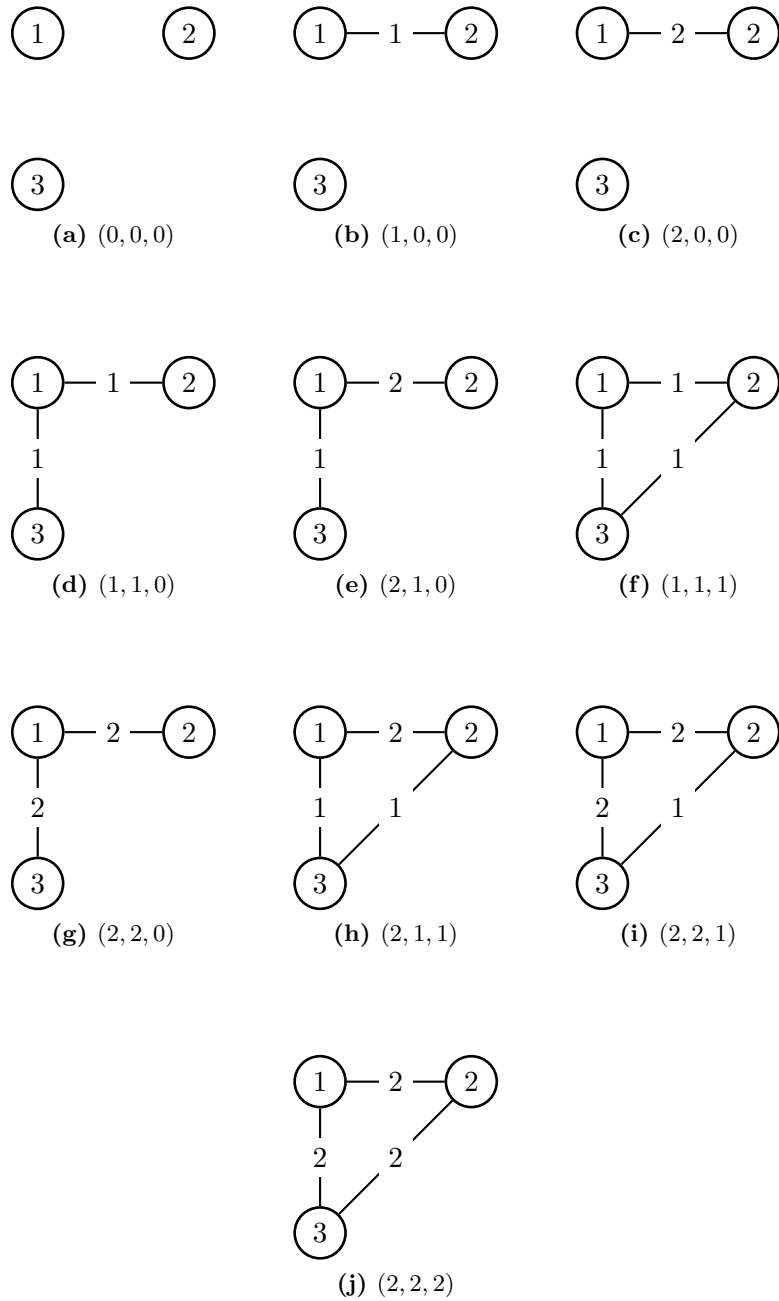 1 2 1 1 2 1 2 2
3 3 3
(a) (0, 0, 0) (b) (1, 0, 0) (c) (2, 0, 0)
1 1 2 1 2 2 1 1 2
1 1 1 1
3 3 3
(d) (1, 1, 0) (e) (2, 1, 0) (f) (1, 1, 1)
1 2 2 1 2 2 1 2 2
2 1 1 2 1
3 3 3
(g) (2, 2, 0) (h) (2, 1, 1) (i) (2, 2, 1)
1 2 2
2 2
3
(j) (2, 2, 2)